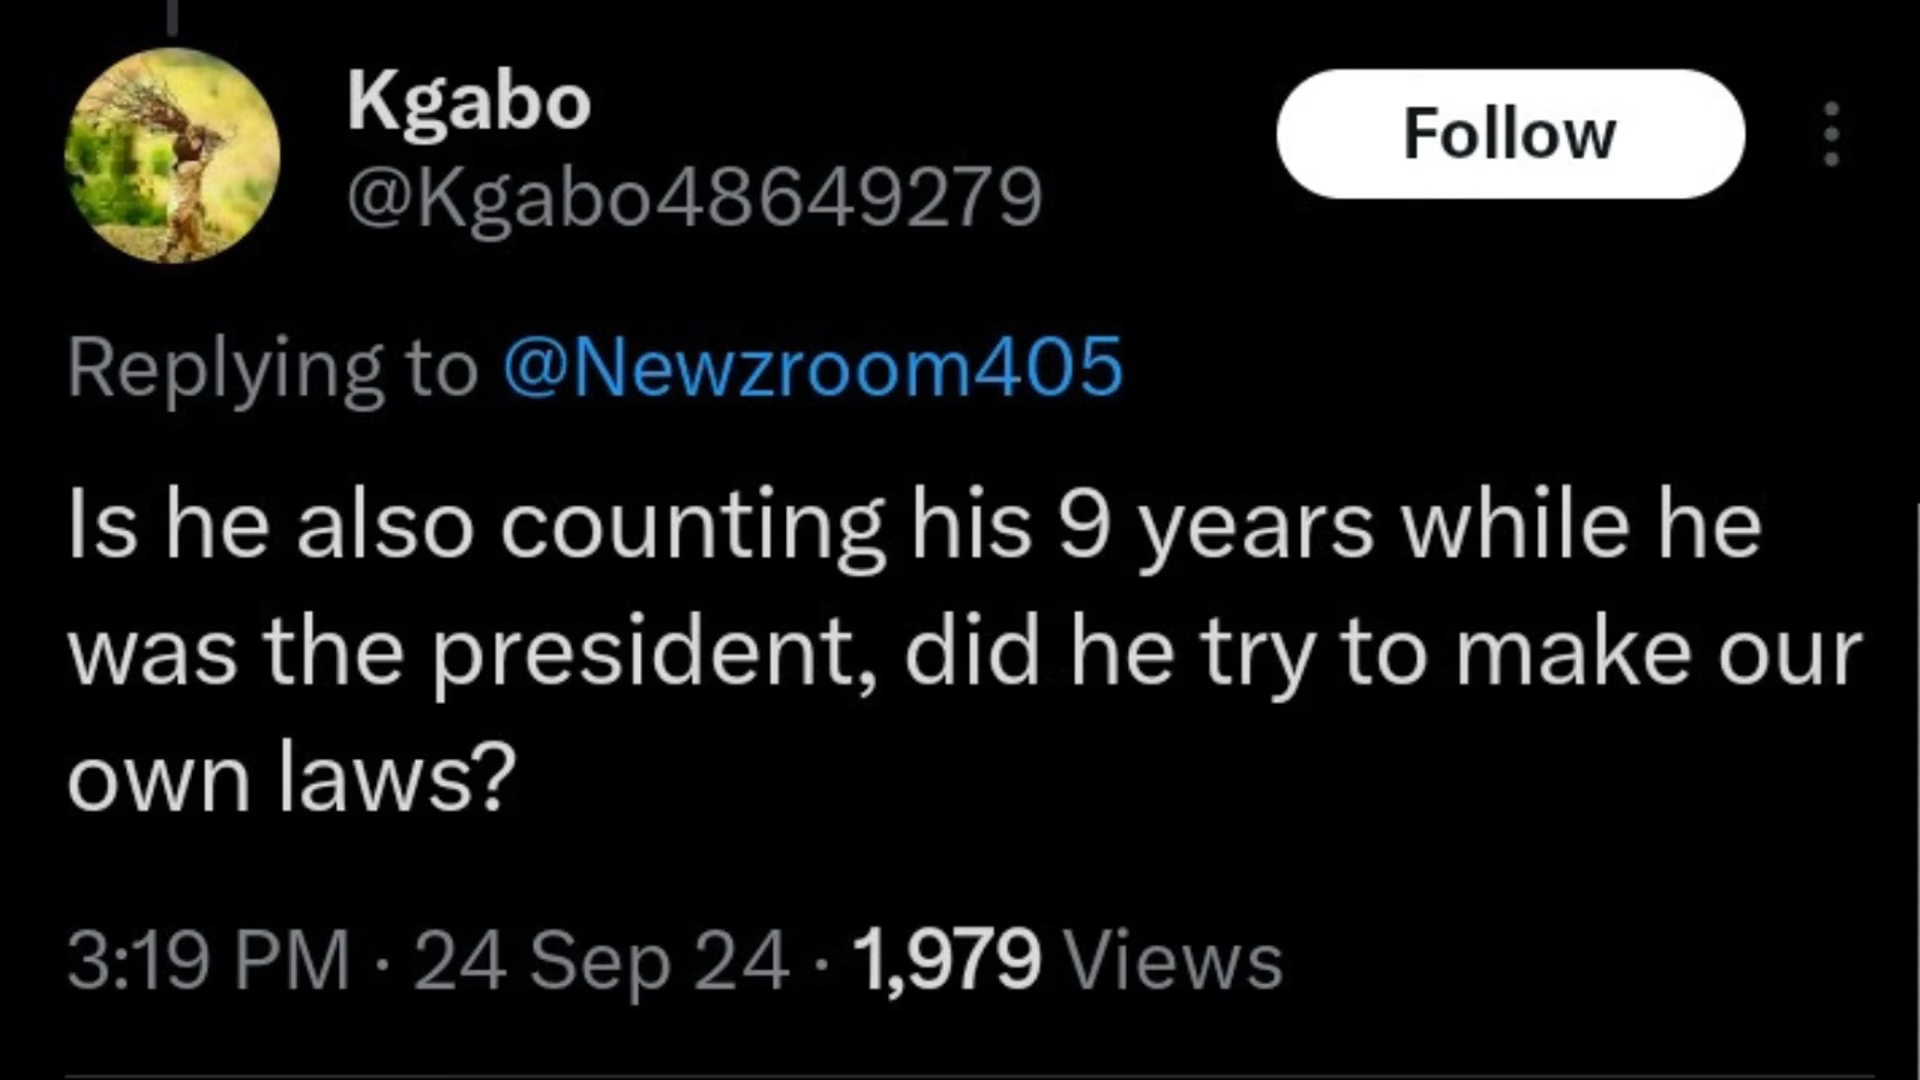 Kgabo
Follow
@Kgabo48649279
Replying to @Newzroom405
Is he also counting his 9 years while he
was the president, did he try to make our
own laws?
3:19 PM · 24 Sep 24 · 1,979 Views